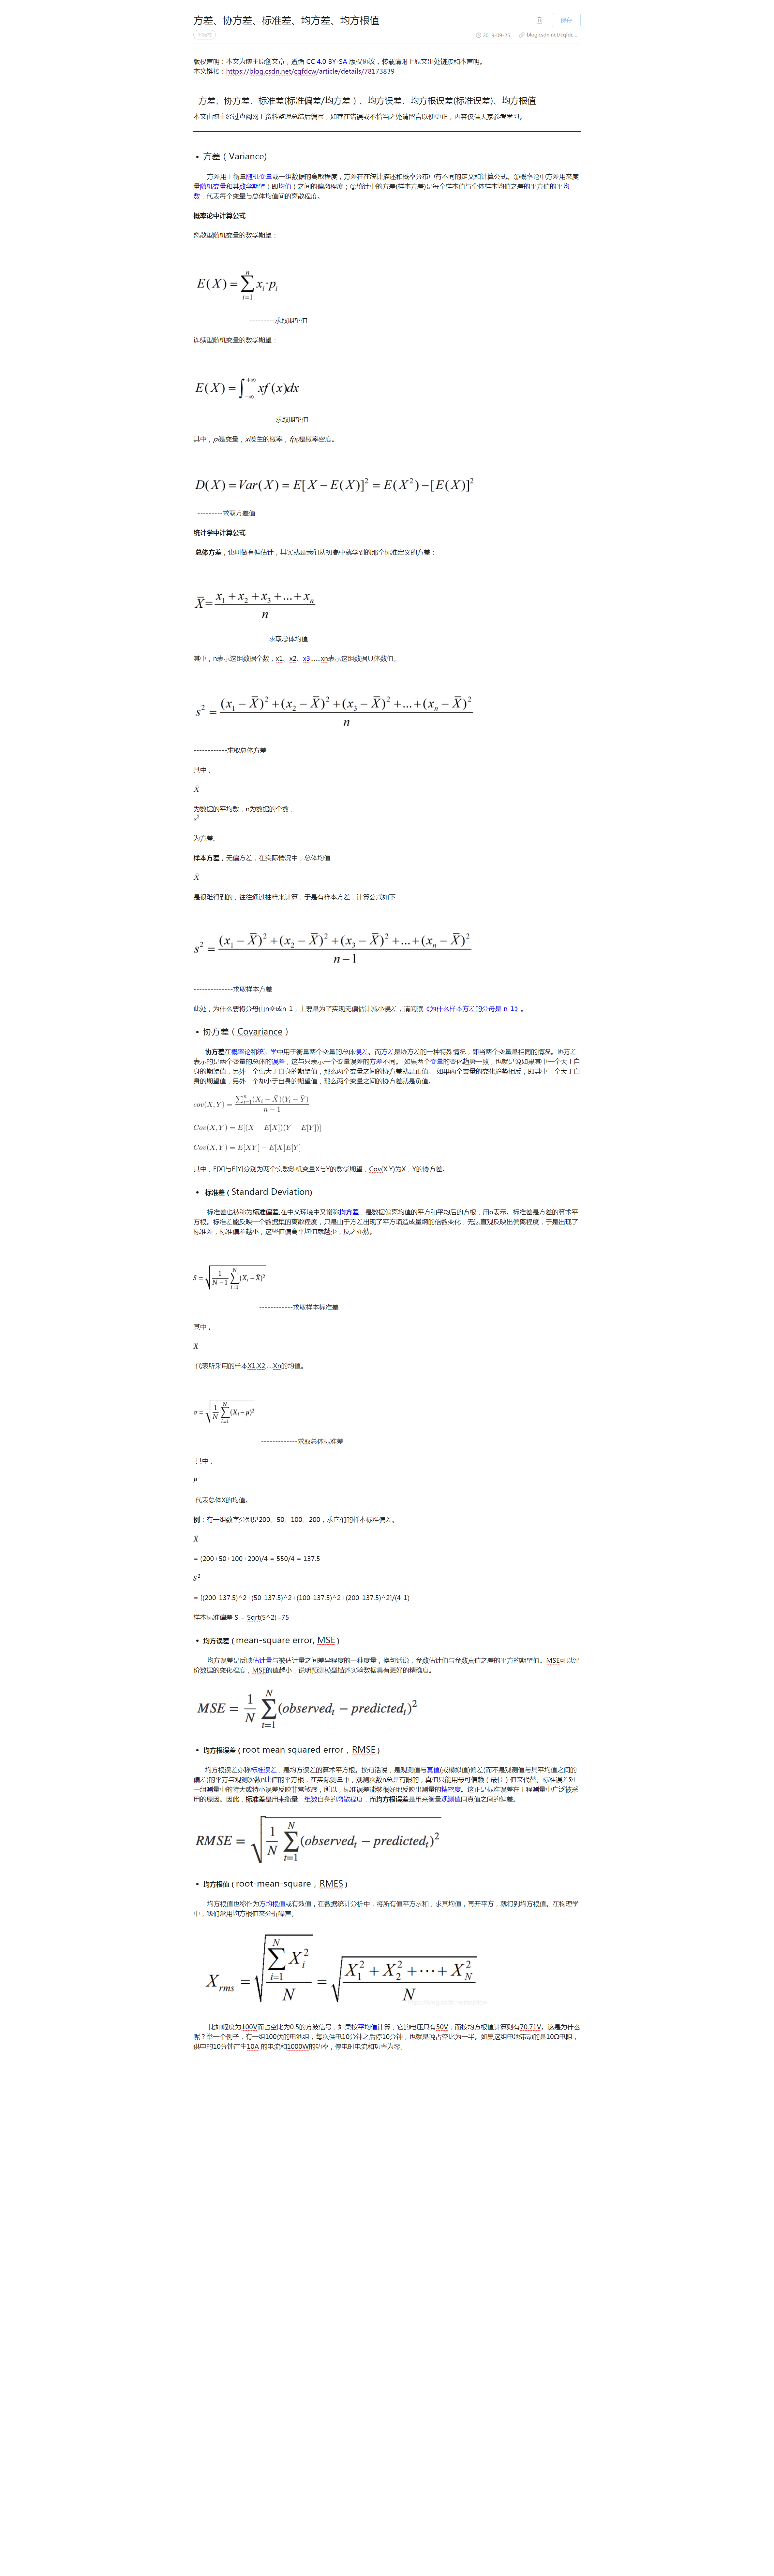 方差、协方差、标准差、均方差、均方根值
保存
2019-09-25
blog.csdn.net/cqfdc...
版权声明：本文为博主原创文章，遵循 CC 4.0 BY-SA 版权协议，转载请附上原文出处链接和本声明。
本文链接：https://blog.csdn.net/cqfdcw/article/details/78173839
方差、协方差、标准差(标准偏差/均方差）、均方误差、均方根误差(标准误差)、均方根值
本文由博主经过查阅网上资料整理总结后编写，如存在错误或不恰当之处请留言以便更正，内容仅供大家参考学习。
• 方差（Variance)
方差用于衡量随机变量或一组数据的离散程度，方差在在统计描述和概率分布中有不同的定义和计算公式。①概率论中方差用来度
量随机变量和其数学期望（即均值）之间的偏离程度；②统计中的方差(样本方差)是每个样本值与全体样本均值之差的平方值的平均
数，代表每个变量与总体均值间的离散程度。
概率论中计算公式
离散型随机变量的数学期望：
E(X) = ∑_{i=1}^{n} x_i·p_i
---------求取期望值
连续型随机变量的数学期望：
E(X) = ∫_{-∞}^{+∞} xf(x)dx
----------求取期望值
其中，pi是变量，xi发生的概率，f(x)是概率密度。
D(X) = Var(X) = E[X − E(X)]² = E(X²) − [E(X)]²
---------求取方差值
统计学中计算公式
总体方差，也叫做有偏估计，其实就是我们从初高中就学到的那个标准定义的方差：
X̄ = (x₁ + x₂ + x₃ + ... + xₙ) / n
-----------求取总体均值
其中，n表示这组数据个数，x1、x2、x3......xn表示这组数据具体数值。
s² = ((x₁ − X̄)² + (x₂ − X̄)² + (x₃ − X̄)² + ... + (xₙ − X̄)²) / n
------------求取总体方差
其中，
X̄
为数据的平均数，n为数据的个数，
s²
为方差。
样本方差，无偏方差，在实际情况中，总体均值
X̄
是很难得到的，往往通过抽样来计算，于是有样本方差，计算公式如下
s² = ((x₁ − X̄)² + (x₂ − X̄)² + (x₃ − X̄)² + ... + (xₙ − X̄)²) / (n−1)
--------------求取样本方差
此处，为什么要将分母由n变成n-1，主要是为了实现无偏估计减小误差，请阅读《为什么样本方差的分母是 n-1》。
• 协方差（Covariance）
协方差在概率论和统计学中用于衡量两个变量的总体误差。而方差是协方差的一种特殊情况，即当两个变量是相同的情况。协方差
表示的是两个变量的总体的误差，这与只表示一个变量误差的方差不同。 如果两个变量的变化趋势一致，也就是说如果其中一个大于自
身的期望值，另外一个也大于自身的期望值，那么两个变量之间的协方差就是正值。 如果两个变量的变化趋势相反，即其中一个大于自
身的期望值，另外一个却小于自身的期望值，那么两个变量之间的协方差就是负值。
cov(X, Y) = ∑_{i=1}^{n}(X_i − X̄)(Y_i − Ȳ) / (n − 1)
Cov(X, Y) = E[(X − E[X])(Y − E[Y])]
Cov(X, Y) = E[XY] − E[X]E[Y]
其中，E[X]与E[Y]分别为两个实数随机变量X与Y的数学期望，Cov(X,Y)为X，Y的协方差。
• 标准差（Standard Deviation)
标准差也被称为标准偏差,在中文环境中又常称均方差，是数据偏离均值的平方和平均后的方根，用σ表示。标准差是方差的算术平
方根。标准差能反映一个数据集的离散程度，只是由于方差出现了平方项造成量纲的倍数变化，无法直观反映出偏离程度，于是出现了
标准差，标准偏差越小，这些值偏离平均值就越少，反之亦然。
S = √(1/(N−1) ∑_{i=1}^{N}(X_i − X̄)²)
------------求取样本标准差
其中，
X̄
代表所采用的样本X1,X2,...,Xn的均值。
σ = √(1/N ∑_{i=1}^{N}(X_i − μ)²)
-------------求取总体标准差
其中，
μ
代表总体X的均值。
例：有一组数字分别是200、50、100、200，求它们的样本标准偏差。
X̄
= (200+50+100+200)/4 = 550/4 = 137.5
S²
= [(200-137.5)^2+(50-137.5)^2+(100-137.5)^2+(200-137.5)^2]/(4-1)
样本标准偏差 S = Sqrt(S^2)=75
• 均方误差（mean-square error, MSE）
均方误差是反映估计量与被估计量之间差异程度的一种度量，换句话说，参数估计值与参数真值之差的平方的期望值。MSE可以评
价数据的变化程度，MSE的值越小，说明预测模型描述实验数据具有更好的精确度。
MSE = 1/N ∑_{t=1}^{N}(observed_t − predicted_t)²
• 均方根误差（root mean squared error，RMSE）
均方根误差亦称标准误差，是均方误差的算术平方根。换句话说，是观测值与真值(或模拟值)偏差(而不是观测值与其平均值之间的
偏差)的平方与观测次数n比值的平方根，在实际测量中，观测次数n总是有限的，真值只能用最可信赖（最佳）值来代替。标准误差对
一组测量中的特大或特小误差反映非常敏感，所以，标准误差能够很好地反映出测量的精密度。这正是标准误差在工程测量中广泛被采
用的原因。因此，标准差是用来衡量一组数自身的离散程度，而均方根误差是用来衡量观测值同真值之间的偏差。
RMSE = √(1/N ∑_{t=1}^{N}(observed_t − predicted_t)²)
• 均方根值（root-mean-square，RMES）
均方根值也称作为方均根值或有效值，在数据统计分析中，将所有值平方求和，求其均值，再开平方，就得到均方根值。在物理学
中，我们常用均方根值来分析噪声。
X_rms = √(∑_{i=1}^{N} X_i² / N) = √((X₁² + X₂² + ··· + X_N²) / N)
比如幅度为100V而占空比为0.5的方波信号，如果按平均值计算，它的电压只有50V，而按均方根值计算则有70.71V。这是为什么
呢？举一个例子，有一组100伏的电池组，每次供电10分钟之后停10分钟，也就是说占空比为一半。如果这组电池带动的是10Ω电阻，
供电的10分钟产生10A 的电流和1000W的功率，停电时电流和功率为零。